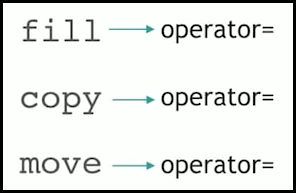 fill → operator=
copy → operator=
move → operator=